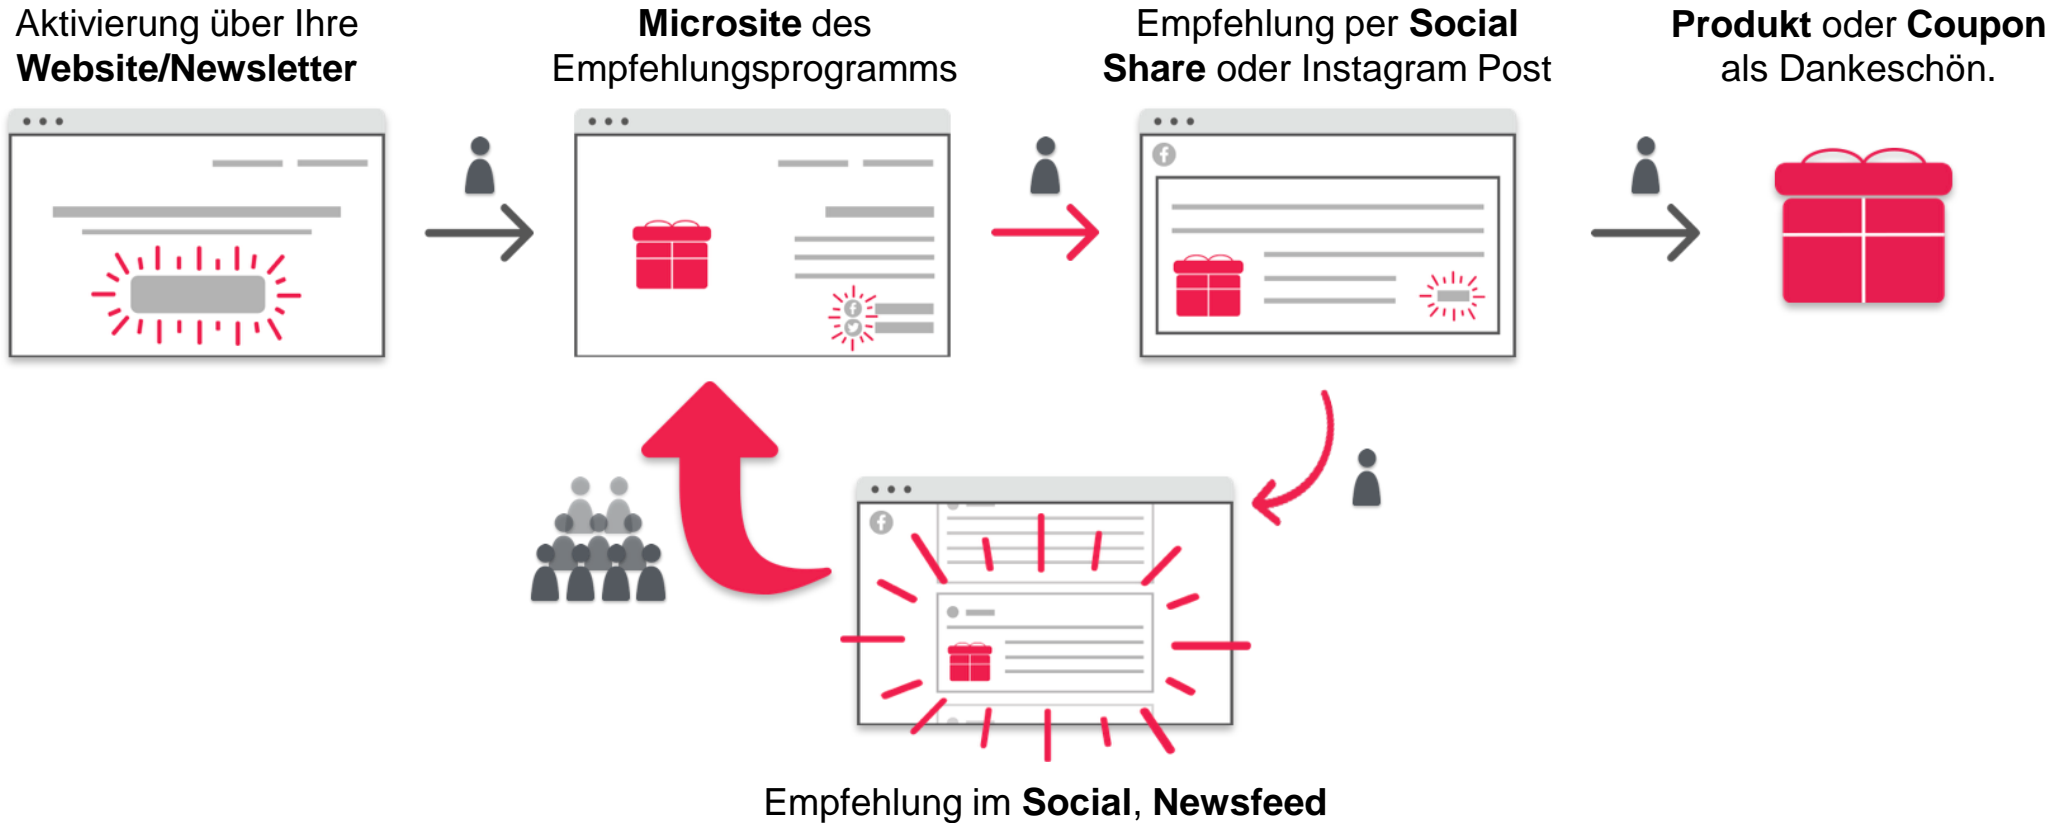 Aktivierung über Ihre
Website/Newsletter
Microsite des
Empfehlungsprogramms
Empfehlung per Social
Share oder Instagram Post
Produkt oder Coupon
als Dankeschön.
Empfehlung im Social, Newsfeed